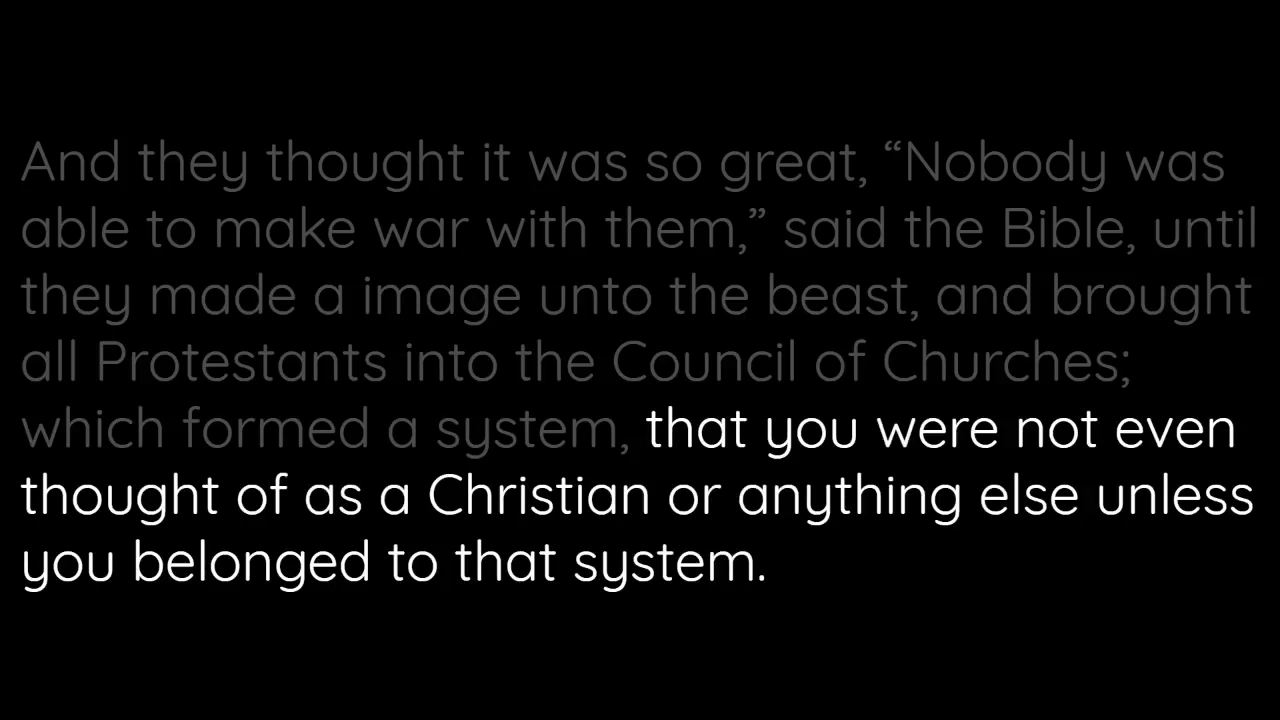 And they thought it was so great, “Nobody was
able to make war with them,” said the Bible, until
they made a image unto the beast, and brought
all Protestants into the Council of Churches;
which formed a system, that you were not even
thought of as a Christian or anything else unless
you belonged to that system.